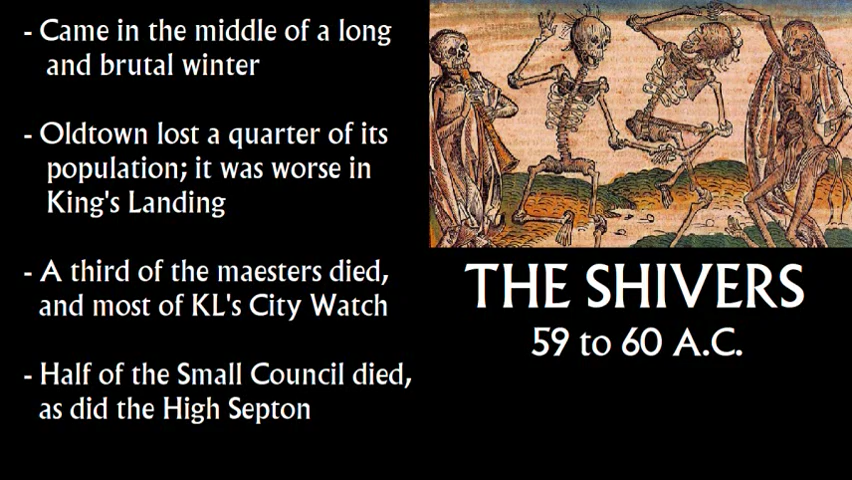 - Came in the middle of a long
and brutal winter
- Oldtown lost a quarter of its
population; it was worse in
King's Landing
- A third of the maesters died,
and most of KL's City Watch
- Half of the Small Council died,
as did the High Septon
THE SHIVERS
59 to 60 A.C.